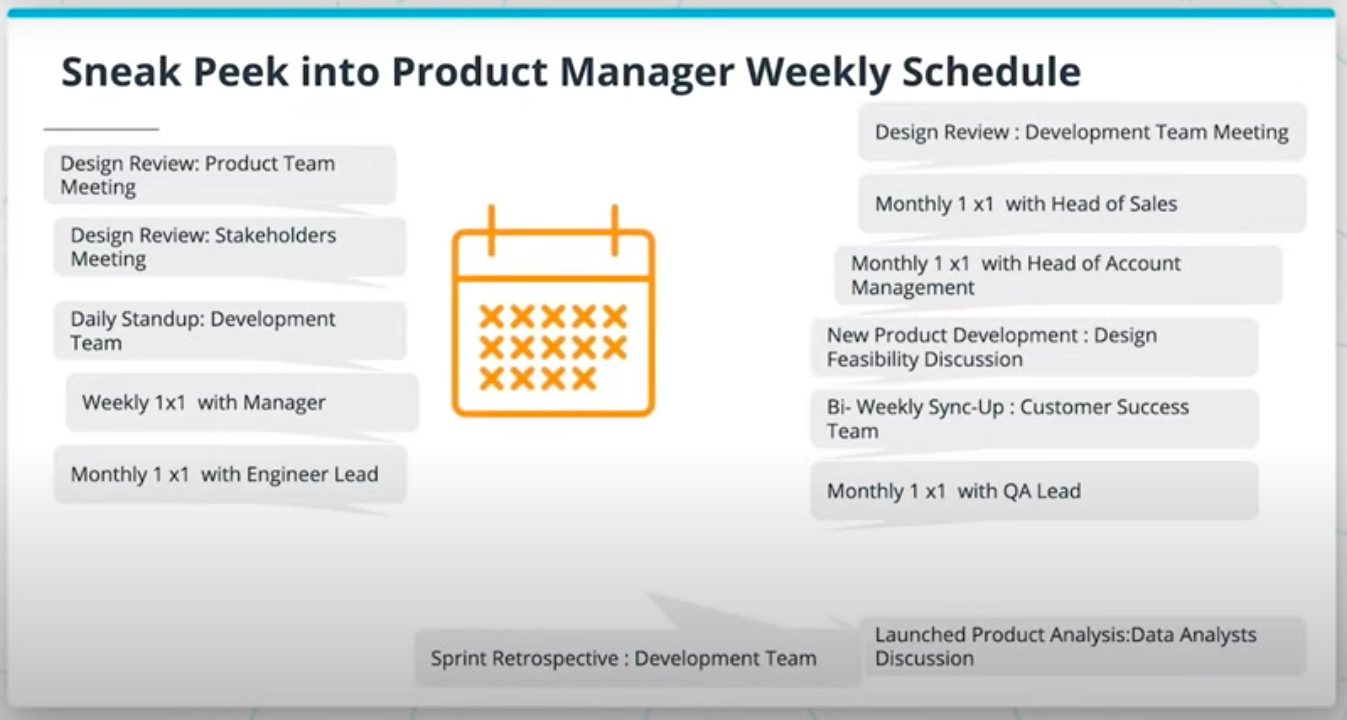 Sneak Peek into Product Manager Weekly Schedule
Design Review: Product Team
Meeting
Design Review: Stakeholders
Meeting
Daily Standup: Development
Team
Weekly 1x1 with Manager
Monthly 1 x1 with Engineer Lead
Design Review : Development Team Meeting
Monthly 1 x1 with Head of Sales
Monthly 1 x1 with Head of Account
Management
New Product Development : Design
Feasibility Discussion
Bi- Weekly Sync-Up : Customer Success
Team
Monthly 1 x1 with QA Lead
Sprint Retrospective : Development Team
Launched Product Analysis:Data Analysts
Discussion